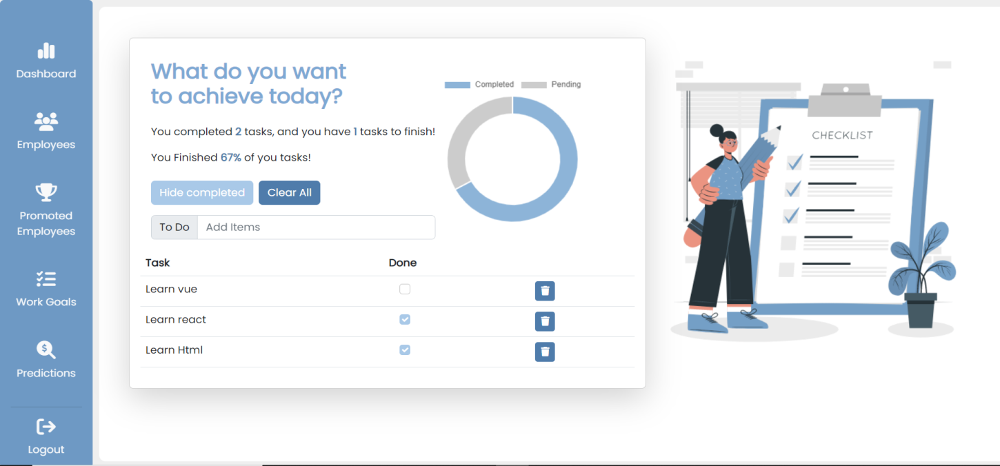 Dashboard
Employees
Promoted
Employees
Work Goals
Predictions
Logout
What do you want
to achieve today?
You completed 2 tasks, and you have 1 tasks to finish!
You Finished 67% of you tasks!
Hide completed Clear All
To Do Add Items
Completed Pending
Task Done
Learn vue
Learn react
Learn Html
CHECKLIST